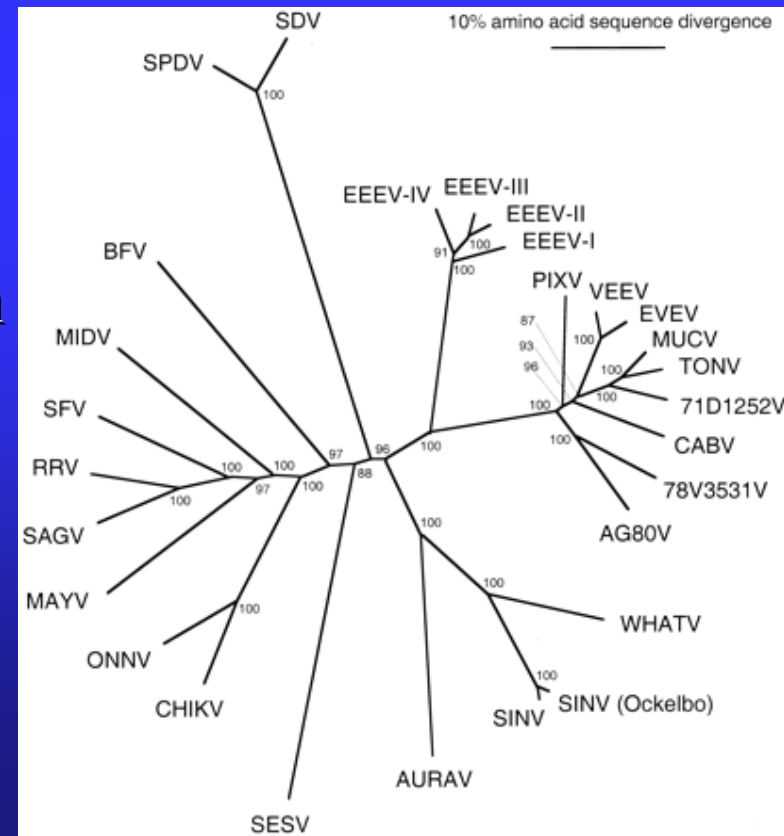 SDV
10% amino acid sequence divergence
SPDV
100
EEEV-IV
EEEV-III
EEEV-II
EEEV-I
100
91
100
BFV
PIXV
VEEV
EVEV
MUCV
TONV
71D1252V
CABV
78V3531V
AG80V
87
93
96
100
100
100
100
100
MIDV
SFV
RRV
SAGV
MAYV
100
100
97
100
100
97
88
96
100
ONNV
CHIKV
100
100
100
WHATV
100
SINV
SINV (Ockelbo)
AURAV
SESV